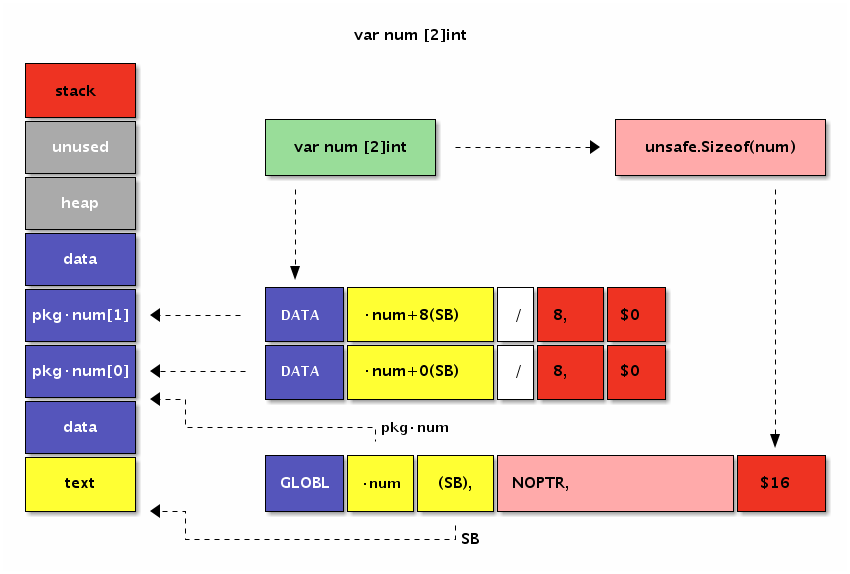 var num [2]int
stack
unused
heap
data
pkg·num[1]
pkg·num[0]
data
text
var num [2]int
unsafe.Sizeof(num)
DATA ·num+8(SB) / 8, $0
DATA ·num+0(SB) / 8, $0
pkg·num
GLOBL ·num (SB), NOPTR, $16
SB